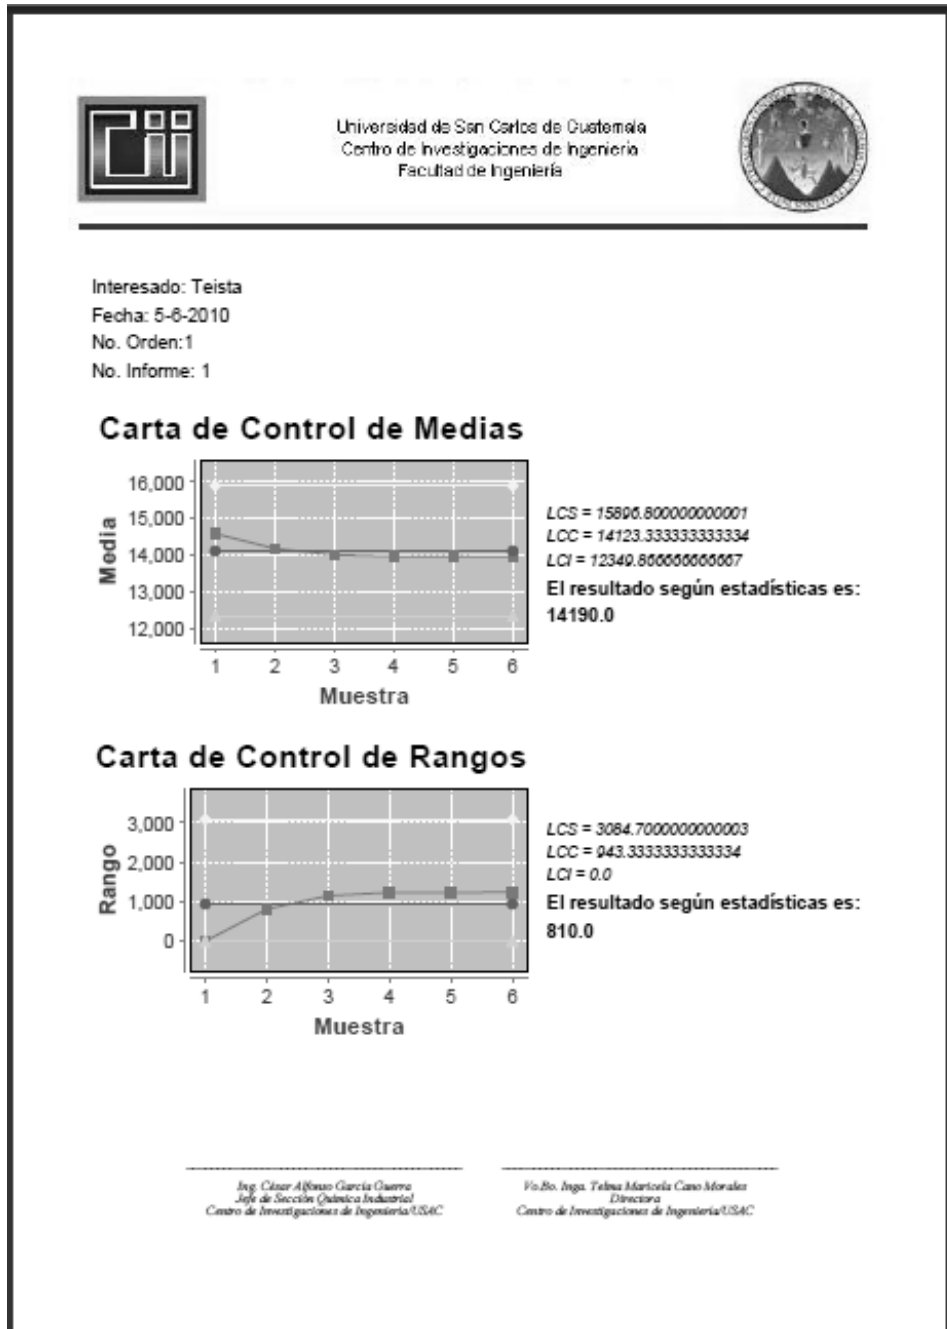 Cii
Universidad de San Carlos de Guatemala
Centro de Investigaciones de Ingeniería
Facultad de Ingeniería
Interesado: Teista
Fecha: 5-6-2010
No. Orden:1
No. Informe: 1
Carta de Control de Medias
16,000
15,000
14,000
13,000
12,000
Media
1 2 3 4 5 6
Muestra
LCS = 15896.800000000001
LCC = 14123.333333333334
LCI = 12349.866666666667
El resultado según estadísticas es:
14190.0
Carta de Control de Rangos
3,000
2,000
1,000
0
Rango
1 2 3 4 5 6
Muestra
LCS = 3084.7000000000003
LCC = 943.3333333333334
LCI = 0.0
El resultado según estadísticas es:
810.0
Ing. César Alfonso García Guerra
Jefe de Sección Química Industrial
Centro de Investigaciones de Ingeniería/USAC
Vo.Bo. Inga. Telma Maricela Cano Morales
Directora
Centro de Investigaciones de Ingeniería/USAC